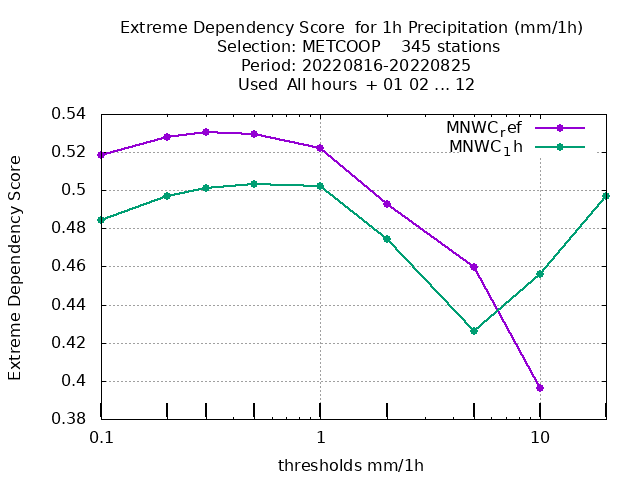 Extreme Dependency Score  for 1h Precipitation (mm/1h)
Selection: METCOOP    345 stations
Period: 20220816-20220825
Used  All hours  + 01 02 ... 12
MNWCref
MNWC1h
Extreme Dependency Score
0.54
0.52
0.5
0.48
0.46
0.44
0.42
0.4
0.38
0.1
1
10
thresholds mm/1h